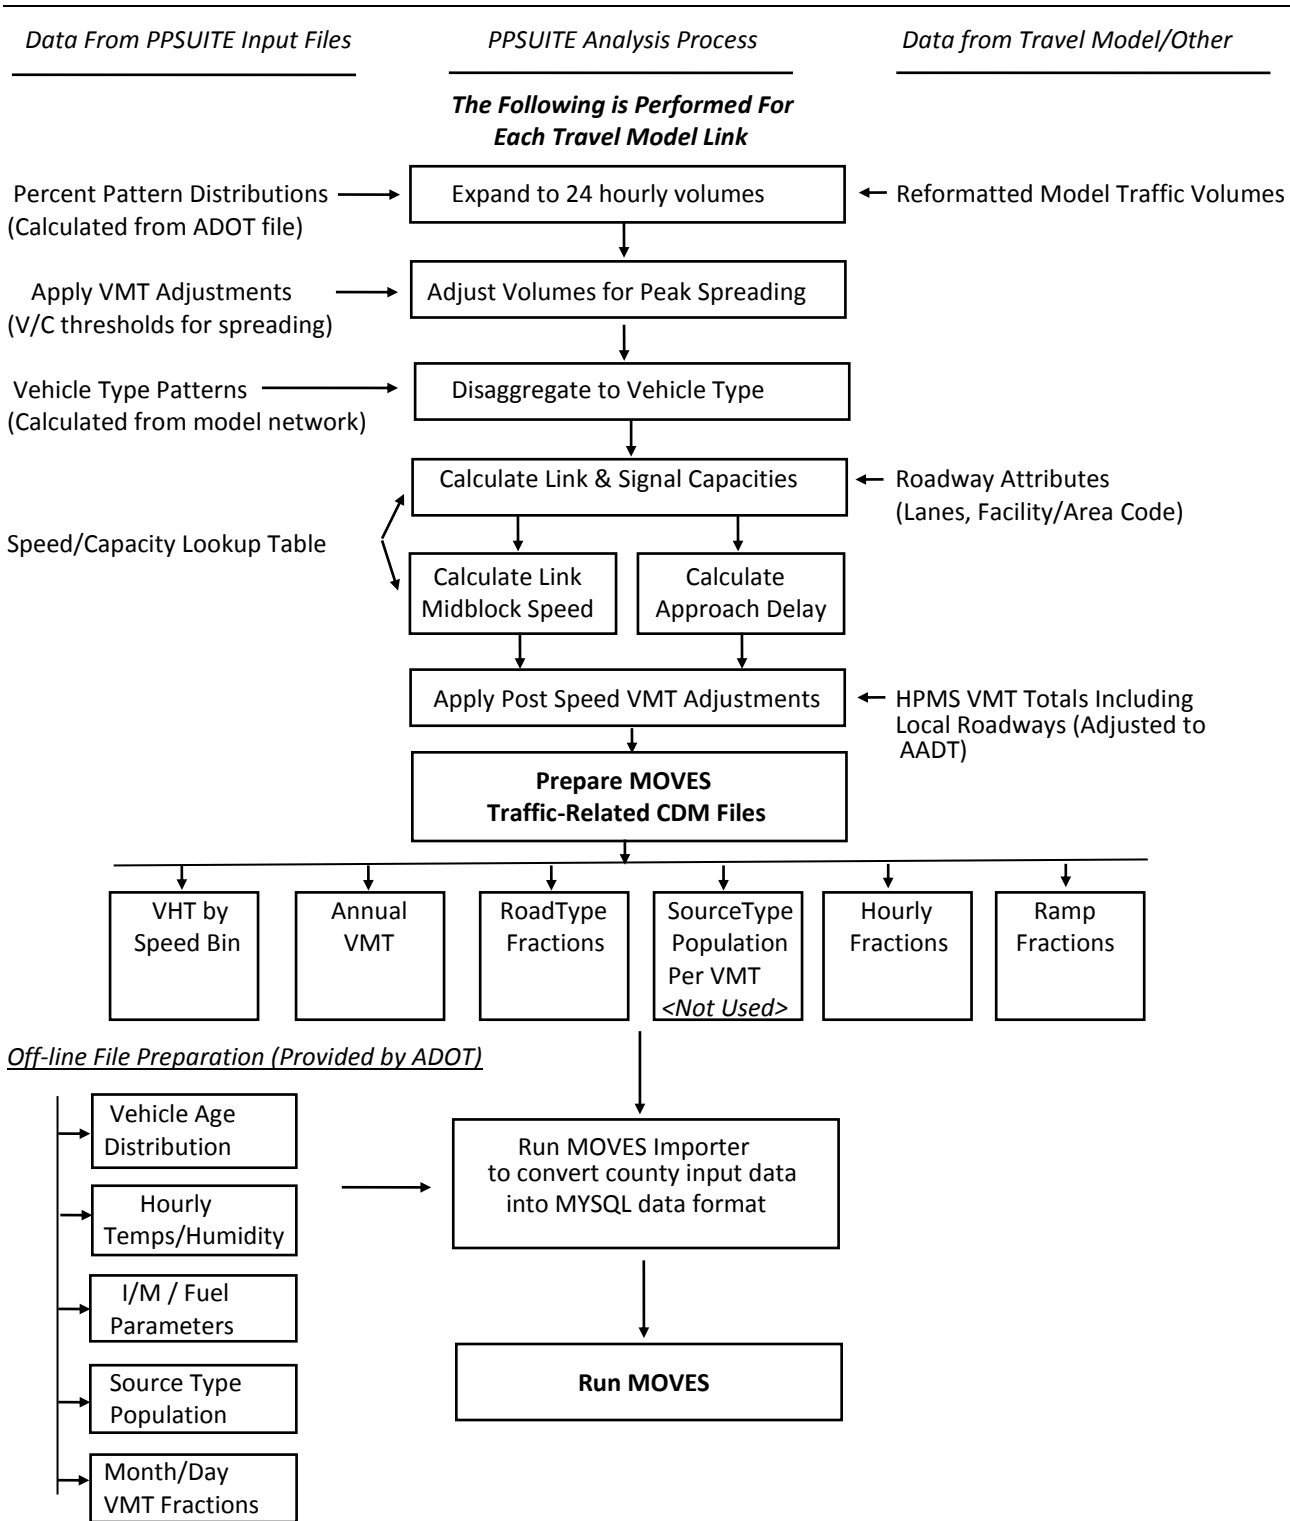 Data From PPSUITE Input Files
PPSUITE Analysis Process
Data from Travel Model/Other
The Following is Performed For
Each Travel Model Link
Percent Pattern Distributions
(Calculated from ADOT file)
Expand to 24 hourly volumes
Reformatted Model Traffic Volumes
Apply VMT Adjustments
(V/C thresholds for spreading)
Adjust Volumes for Peak Spreading
Vehicle Type Patterns
(Calculated from model network)
Disaggregate to Vehicle Type
Calculate Link & Signal Capacities
Roadway Attributes
(Lanes, Facility/Area Code)
Speed/Capacity Lookup Table
Calculate Link
Midblock Speed
Calculate
Approach Delay
Apply Post Speed VMT Adjustments
HPMS VMT Totals Including
Local Roadways (Adjusted to
AADT)
Prepare MOVES
Traffic-Related CDM Files
VHT by
Speed Bin
Annual
VMT
RoadType
Fractions
SourceType
Population
Per VMT
<Not Used>
Hourly
Fractions
Ramp
Fractions
Off-line File Preparation (Provided by ADOT)
Vehicle Age
Distribution
Hourly
Temps/Humidity
I/M / Fuel
Parameters
Source Type
Population
Month/Day
VMT Fractions
Run MOVES Importer
to convert county input data
into MYSQL data format
Run MOVES